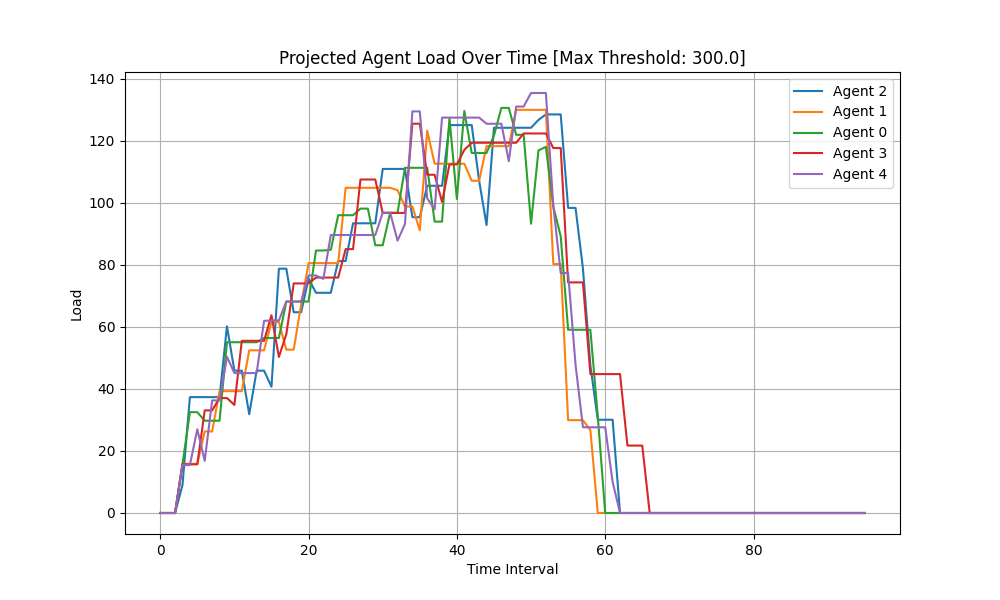 Projected Agent Load Over Time [Max Threshold: 300.0]
Load
140
120
100
80
60
40
20
0
Agent 2
Agent 1
Agent 0
Agent 3
Agent 4
0 20 40 60 80
Time Interval